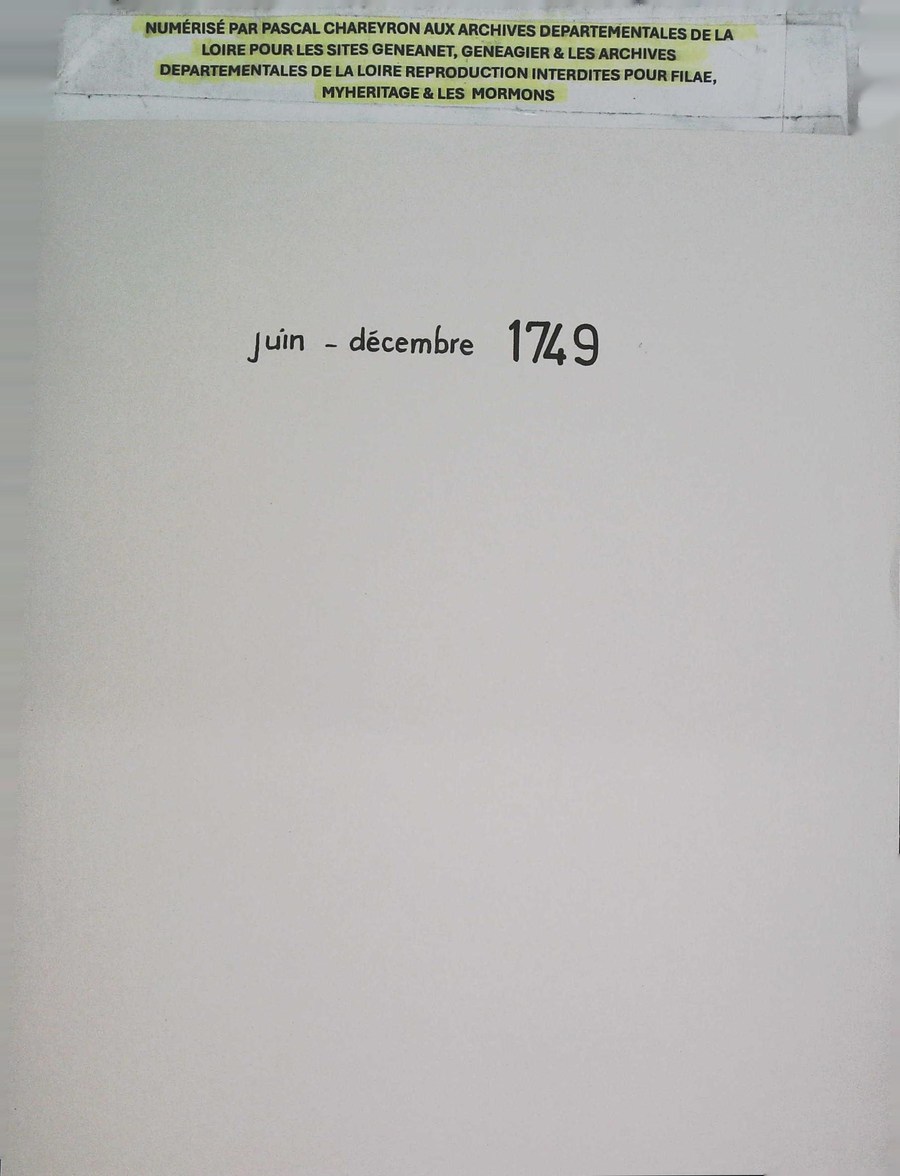 NUMÉRISÉ PAR PASCAL CHAREYRON AUX ARCHIVES DEPARTEMENTALES DE LA
LOIRE POUR LES SITES GENEANET, GENEAGIER & LES ARCHIVES
DEPARTEMENTALES DE LA LOIRE REPRODUCTION INTERDITES POUR FILAE,
MYHERITAGE & LES MORMONS
juin - décembre 1749